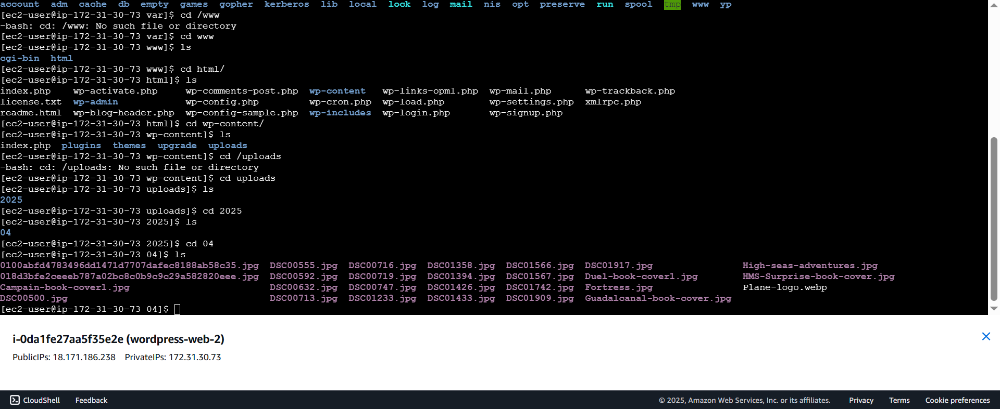 account  adm  cache  db  empty  games  gopher  kerberos  lib  local  lock  log  mail  nis  opt  preserve  run  spool  tmp  www  yp
[ec2-user@ip-172-31-30-73 var]$ cd /www
-bash: cd: /www: No such file or directory
[ec2-user@ip-172-31-30-73 var]$ cd www
[ec2-user@ip-172-31-30-73 www]$ ls
cgi-bin  html
[ec2-user@ip-172-31-30-73 www]$ cd html/
[ec2-user@ip-172-31-30-73 html]$ ls
index.php    wp-activate.php     wp-comments-post.php  wp-content   wp-links-opml.php  wp-mail.php      wp-trackback.php
license.txt  wp-admin            wp-config.php         wp-cron.php  wp-load.php        wp-settings.php  xmlrpc.php
readme.html  wp-blog-header.php  wp-config-sample.php  wp-includes  wp-login.php       wp-signup.php
[ec2-user@ip-172-31-30-73 html]$ cd wp-content/
[ec2-user@ip-172-31-30-73 wp-content]$ ls
index.php  plugins  themes  upgrade  uploads
[ec2-user@ip-172-31-30-73 wp-content]$ cd /uploads
-bash: cd: /uploads: No such file or directory
[ec2-user@ip-172-31-30-73 wp-content]$ cd uploads
[ec2-user@ip-172-31-30-73 uploads]$ ls
2025
[ec2-user@ip-172-31-30-73 uploads]$ cd 2025
[ec2-user@ip-172-31-30-73 2025]$ ls
04
[ec2-user@ip-172-31-30-73 2025]$ cd 04
[ec2-user@ip-172-31-30-73 04]$ ls
0100abfd4783496dd1471d7707dafec8188ab58c35.jpg  DSC00555.jpg  DSC00716.jpg  DSC01358.jpg  DSC01566.jpg  DSC01917.jpg                High-seas-adventures.jpg
018d3bfe2ceeeb787a02bc8c0b9c9c29a582820eee.jpg  DSC00592.jpg  DSC00719.jpg  DSC01394.jpg  DSC01567.jpg  Duel-book-cover1.jpg        HMS-Surprise-book-cover.jpg
Campain-book-cover1.jpg                         DSC00632.jpg  DSC00747.jpg  DSC01426.jpg  DSC01742.jpg  Fortress.jpg                Plane-logo.webp
DSC00500.jpg                                    DSC00713.jpg  DSC01233.jpg  DSC01433.jpg  DSC01909.jpg  Guadalcanal-book-cover.jpg
[ec2-user@ip-172-31-30-73 04]$
i-0da1fe27aa5f35e2e (wordpress-web-2)
PublicIPs: 18.171.186.238    PrivateIPs: 172.31.30.73
CloudShell    Feedback    © 2025, Amazon Web Services, Inc. or its affiliates.    Privacy    Terms    Cookie preferences